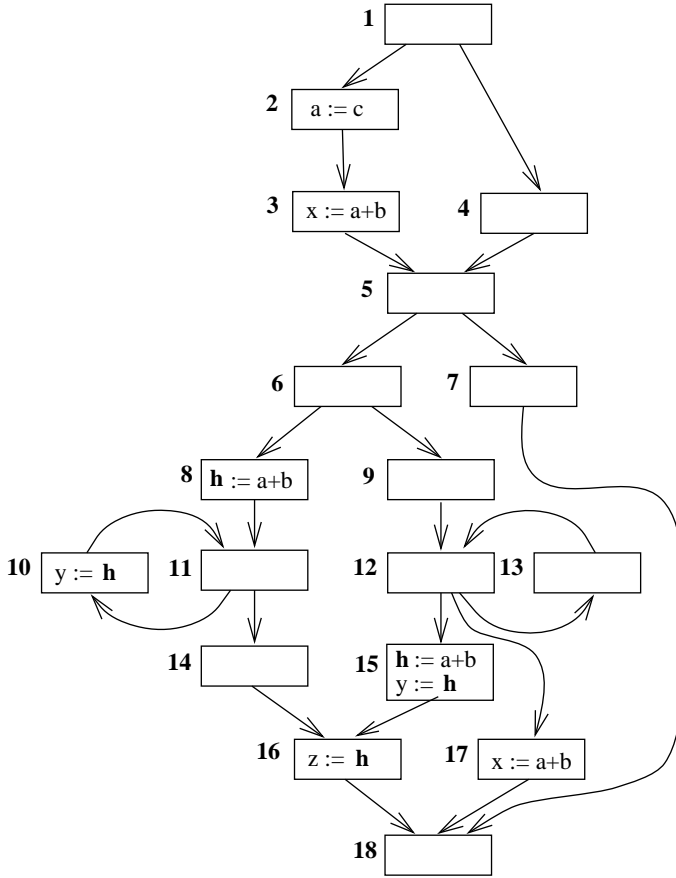 1
2
a := c
3
x := a+b
4
5
6
7
8
h := a+b
9
10
y := h
11
12
13
14
15
h := a+b
y := h
16
z := h
17
x := a+b
18